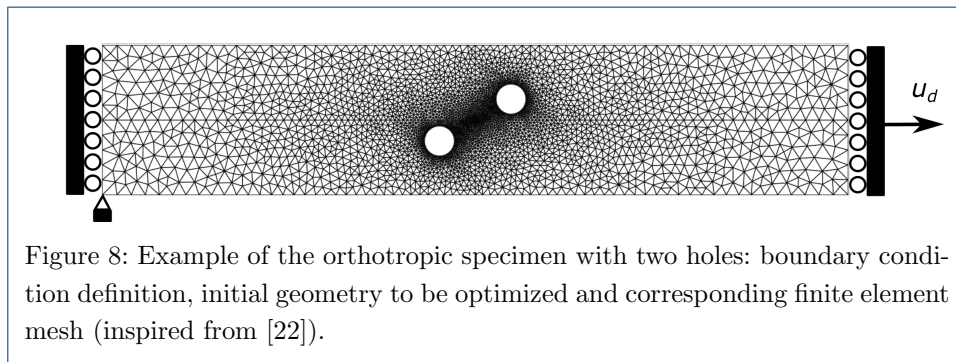 u_d
Figure 8: Example of the orthotropic specimen with two holes: boundary condi-
tion definition, initial geometry to be optimized and corresponding finite element
mesh (inspired from [22]).